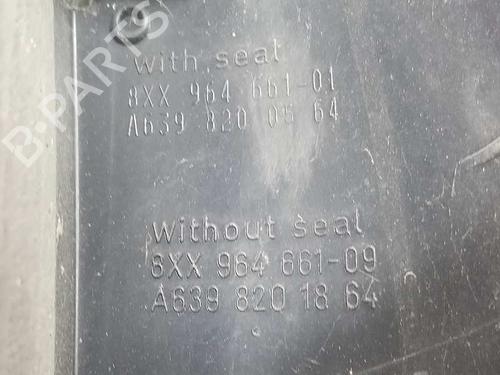 with seal
8XX 964 661-01
A639 820 05 64
without seal
8XX 964 661-09
A639 820 18 64
B-PARTS